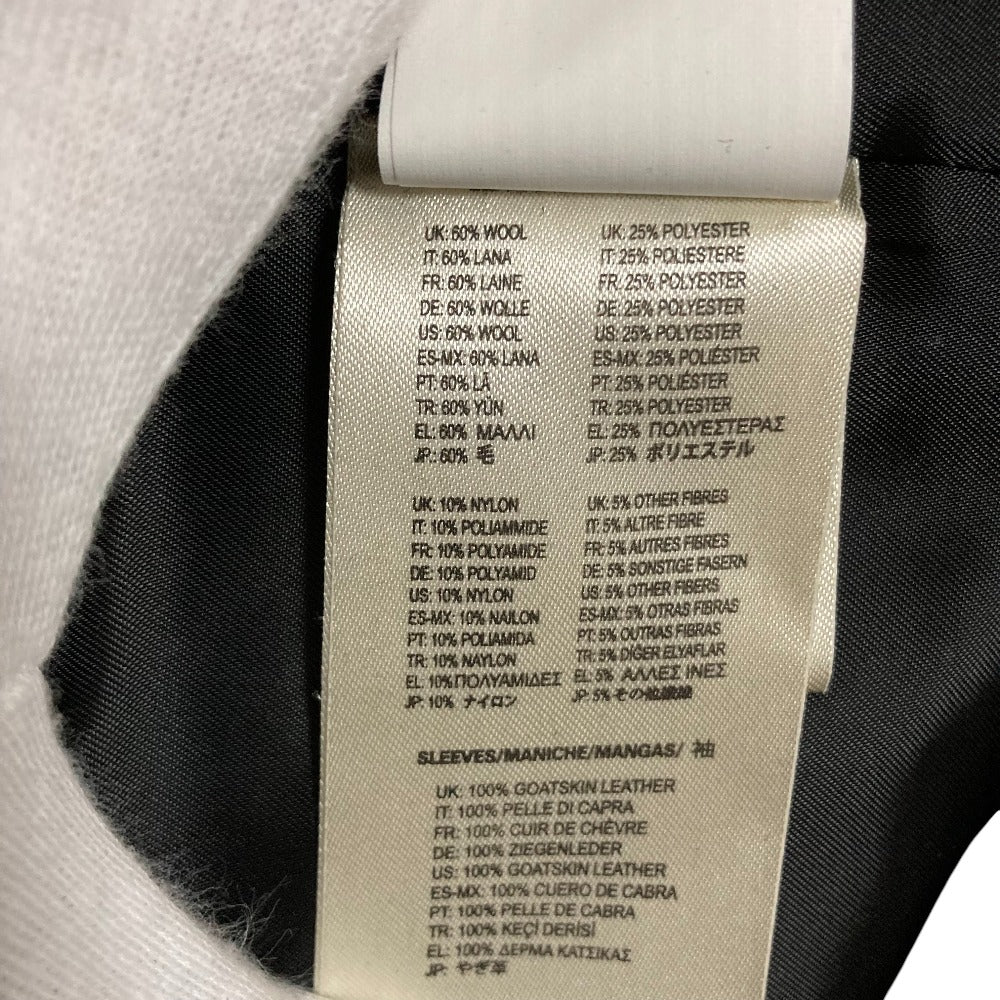 UK: 60% WOOL
IT: 60% LANA
FR: 60% LAINE
DE: 60% WOLLE
US: 60% WOOL
ES-MX: 60% LANA
PT: 60% LÃ
TR: 60% YÜN
EL: 60% ΜΑΛΛΙ
JP: 60% 毛
UK: 25% POLYESTER
IT: 25% POLIESTERE
FR: 25% POLYESTER
DE: 25% POLYESTER
US: 25% POLYESTER
ES-MX: 25% POLIÉSTER
PT: 25% POLIÉSTER
TR: 25% POLYESTER
EL: 25% ΠΟΛΥΕΣΤΕΡΑΣ
JP: 25% ポリエステル
UK: 10% NYLON
IT: 10% POLIAMMIDE
FR: 10% POLYAMIDE
DE: 10% POLYAMID
US: 10% NYLON
ES-MX: 10% NAILON
PT: 10% POLIAMIDA
TR: 10% NAYLON
EL: 10% ΠΟΛΥΑΜΙΔΕΣ
JP: 10% ナイロン
UK: 5% OTHER FIBRES
IT: 5% ALTRE FIBRE
FR: 5% AUTRES FIBRES
DE: 5% SONSTIGE FASERN
US: 5% OTHER FIBERS
ES-MX: 5% OTRAS FIBRAS
PT: 5% OUTRAS FIBRAS
TR: 5% DİĞER ELYAFLAR
EL: 5% ΑΛΛΕΣ ΙΝΕΣ
JP: 5% その他繊維
SLEEVES/MANICHE/MANGAS/ 袖
UK: 100% GOATSKIN LEATHER
IT: 100% PELLE DI CAPRA
FR: 100% CUIR DE CHÈVRE
DE: 100% ZIEGENLEDER
US: 100% GOATSKIN LEATHER
ES-MX: 100% CUERO DE CABRA
PT: 100% PELLE DE CABRA
TR: 100% KEÇİ DERİSİ
EL: 100% ΔΕΡΜΑ ΚΑΤΣΙΚΑΣ
JP: やぎ革